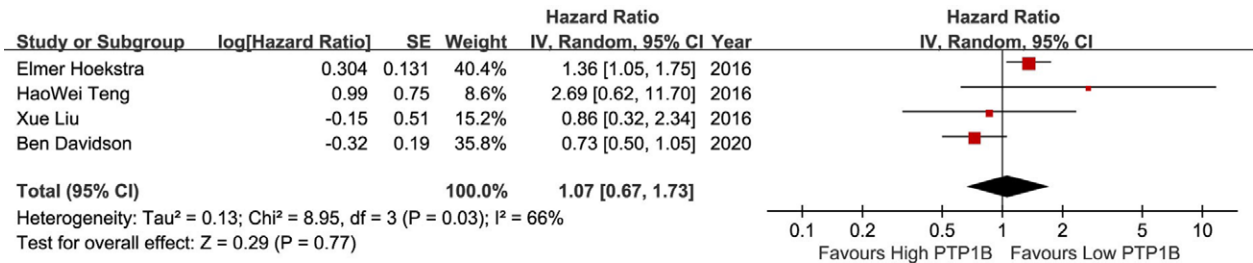 Hazard Ratio Hazard Ratio
Study or Subgroup log[Hazard Ratio] SE Weight IV, Random, 95% CI Year IV, Random, 95% CI
Elmer Hoekstra 0.304 0.131 40.4% 1.36 [1.05, 1.75] 2016
HaoWei Teng 0.99 0.75 8.6% 2.69 [0.62, 11.70] 2016
Xue Liu -0.15 0.51 15.2% 0.86 [0.32, 2.34] 2016
Ben Davidson -0.32 0.19 35.8% 0.73 [0.50, 1.05] 2020
Total (95% CI) 100.0% 1.07 [0.67, 1.73]
Heterogeneity: Tau² = 0.13; Chi² = 8.95, df = 3 (P = 0.03); I² = 66%
Test for overall effect: Z = 0.29 (P = 0.77)
0.1 0.2 0.5 1 2 5 10
Favours High PTP1B Favours Low PTP1B